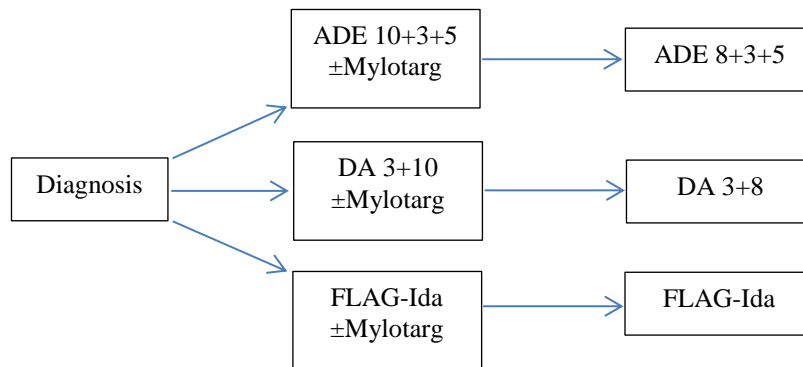 Diagnosis
ADE 10+3+5
±Mylotarg
ADE 8+3+5
DA 3+10
±Mylotarg
DA 3+8
FLAG-Ida
±Mylotarg
FLAG-Ida